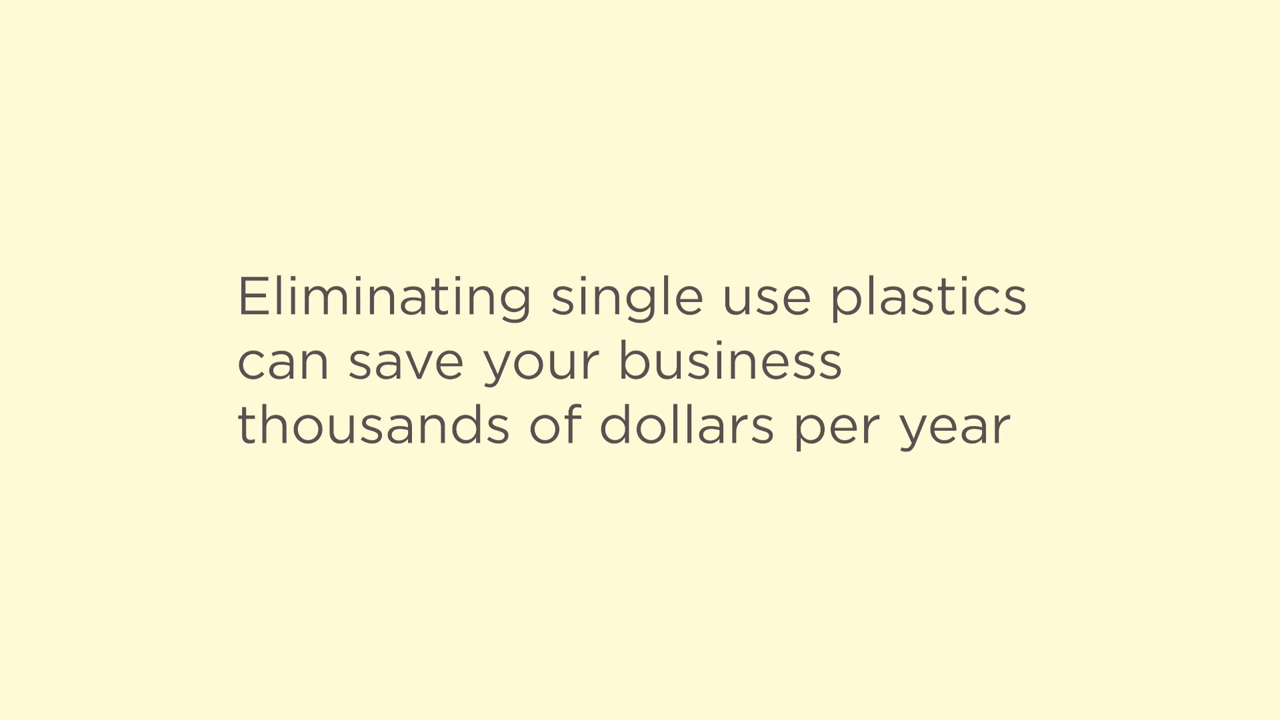 Eliminating single use plastics
can save your business
thousands of dollars per year